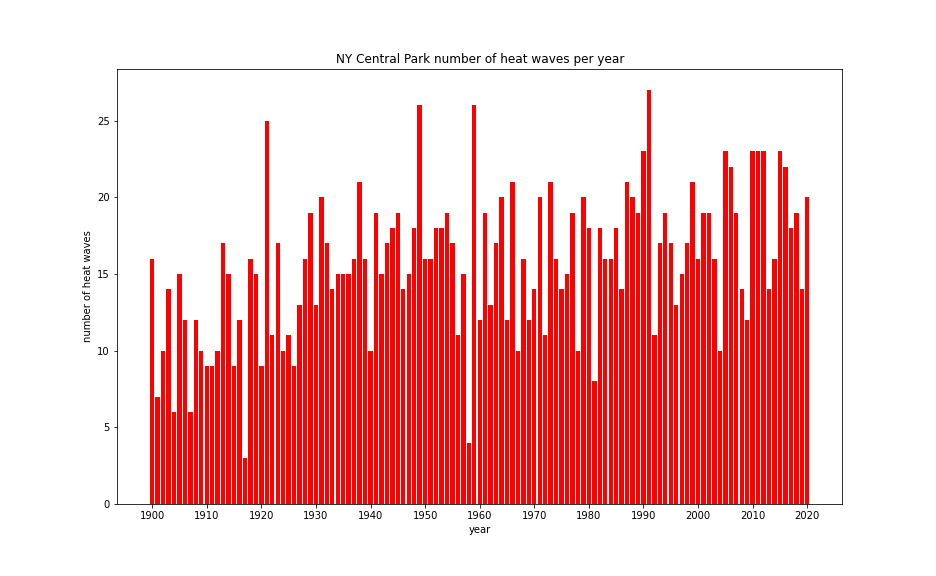 NY Central Park number of heat waves per year
25
20
15
10
5
0
number of heat waves
1900 1910 1920 1930 1940 1950 1960 1970 1980 1990 2000 2010 2020
year